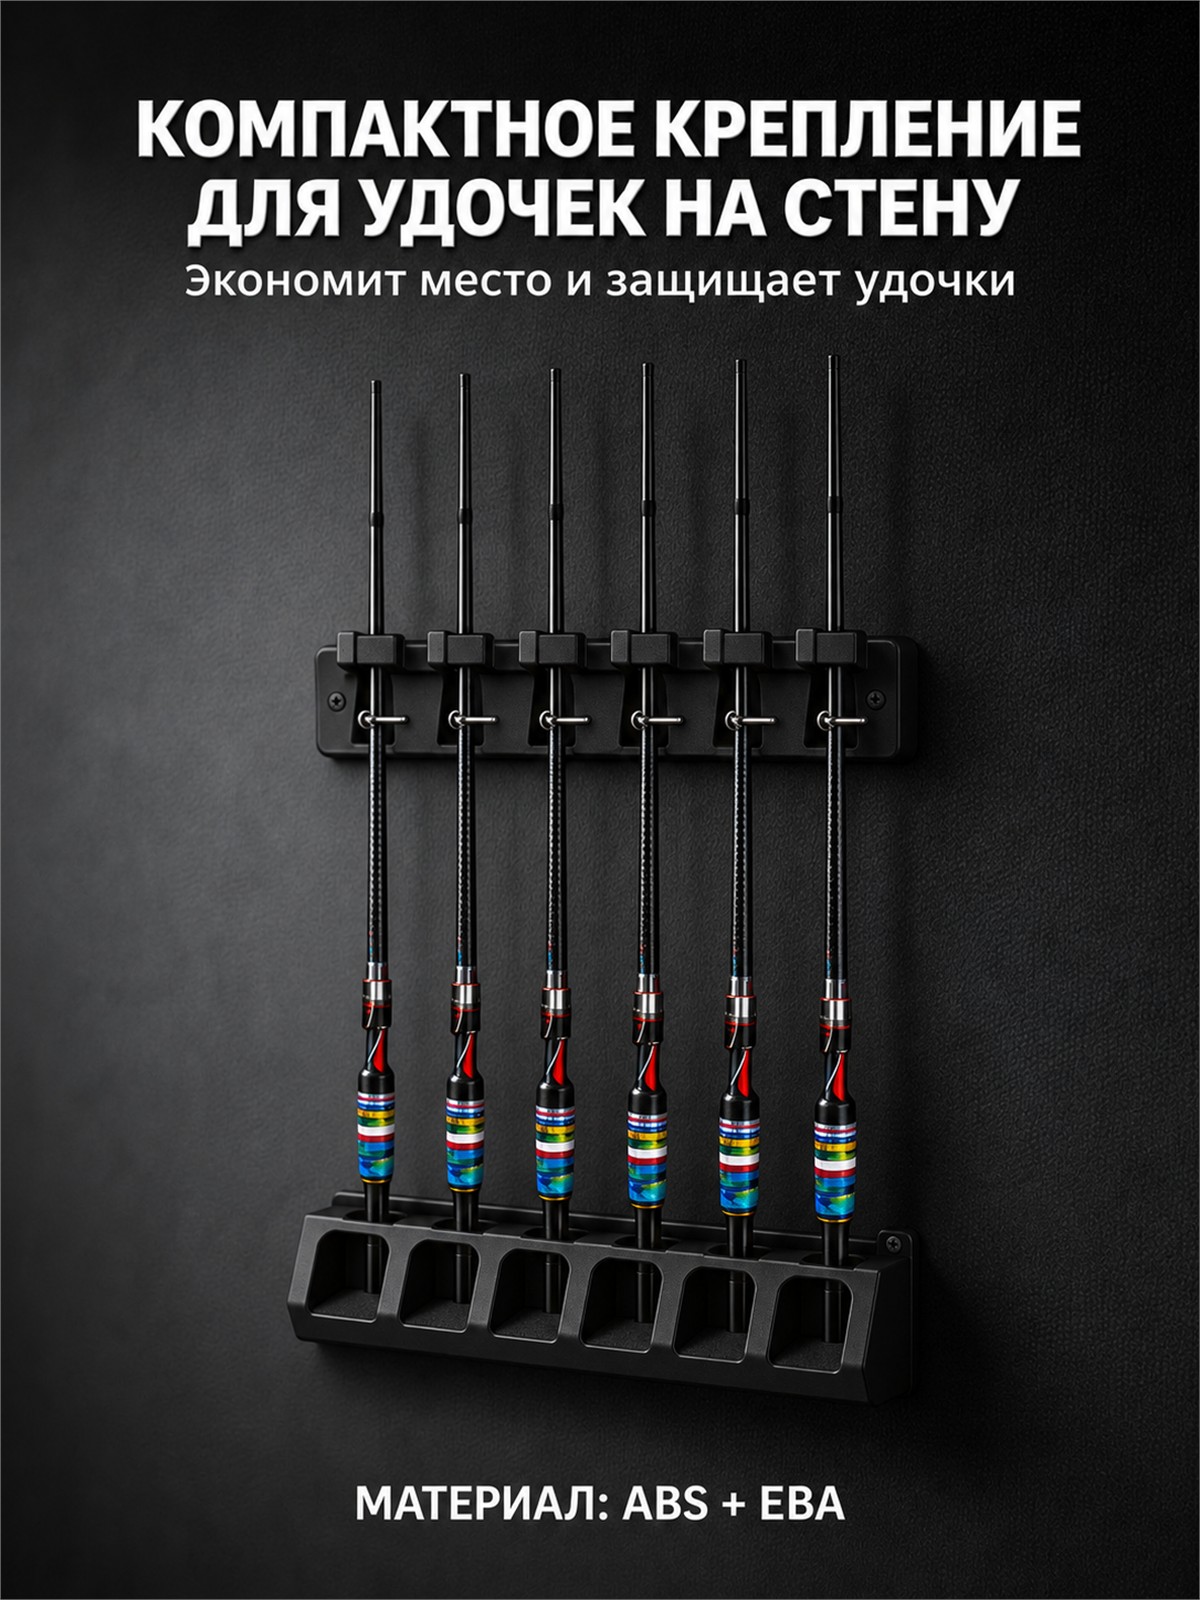 КОМПАКТНОЕ КРЕПЛЕНИЕ
ДЛЯ УДОЧЕК НА СТЕНУ
Экономит место и защищает удочки
МАТЕРИАЛ: ABS + EBA